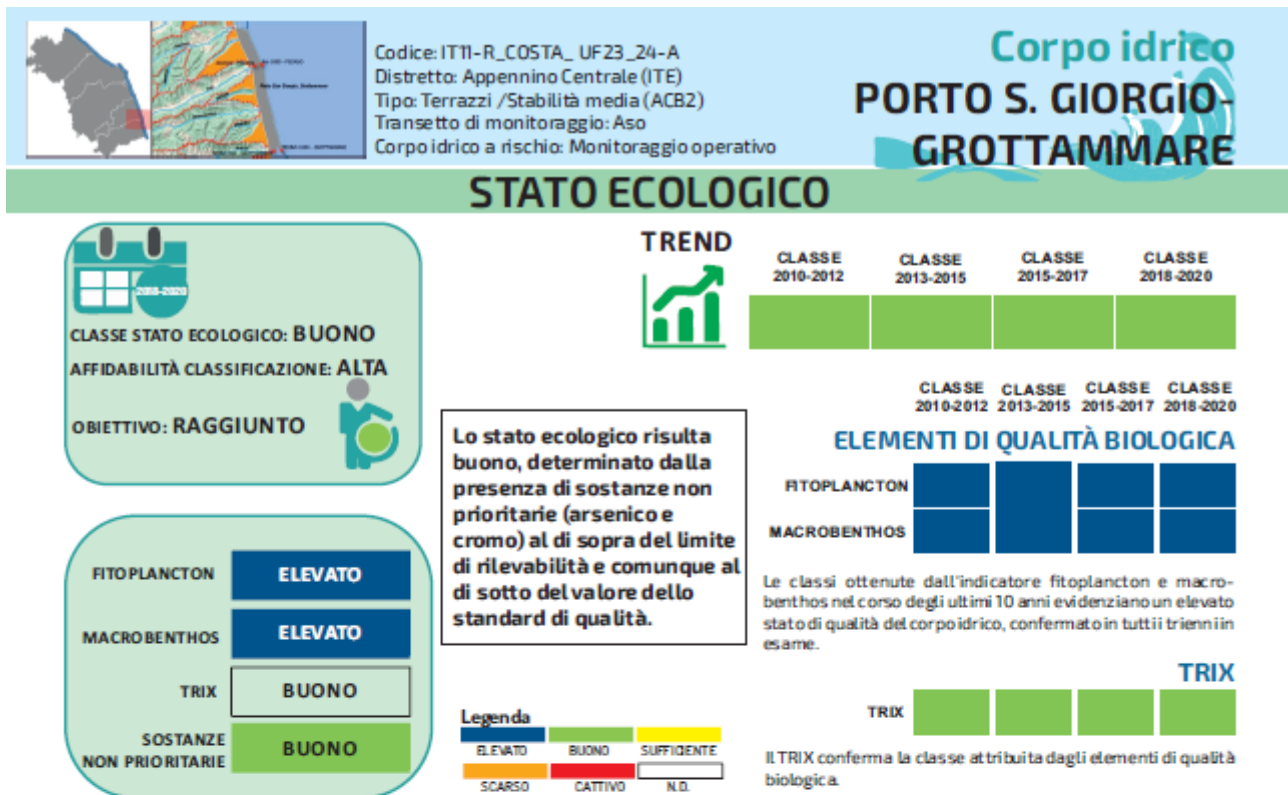 Codice: IT11-R_COSTA_ UF23_24-A
Distretto: Appennino Centrale (ITE)
Tipo: Terrazzi /Stabilità media (ACB2)
Transetto di monitoraggio: Aso
Corpo idrico a rischio: Monitoraggio operativo
Corpo idrico
PORTO S. GIORGIO-
GROTTAMMARE
STATO ECOLOGICO
2018-2020
CLASSE STATO ECOLOGICO: BUONO
AFFIDABILITÀ CLASSIFICAZIONE: ALTA
OBIETTIVO: RAGGIUNTO
FITOPLANCTON ELEVATO
MACROBENTHOS ELEVATO
TRIX BUONO
SOSTANZE
NON PRIORITARIE BUONO
Lo stato ecologico risulta
buono, determinato dalla
presenza di sostanze non
prioritarie (arsenico e
cromo) al di sopra del limite
di rilevabilità e comunque al
di sotto del valore dello
standard di qualità.
Legenda
ELEVATO BUONO SUFFICIENTE
SCARSO CATTIVO N.D.
TREND
CLASSE CLASSE CLASSE CLASSE
2010-2012 2013-2015 2015-2017 2018-2020
CLASSE CLASSE CLASSE CLASSE
2010-2012 2013-2015 2015-2017 2018-2020
ELEMENTI DI QUALITÀ BIOLOGICA
FITOPLANCTON
MACROBENTHOS
Le classi ottenute dall'indicatore fitoplancton e macro-
benthos nel corso degli ultimi 10 anni evidenziano un elevato
stato di qualità del corpo idrico, confermato in tutti i trienni in
esame.
TRIX
TRIX
Il TRIX conferma la classe attribuita dagli elementi di qualità
biologica.